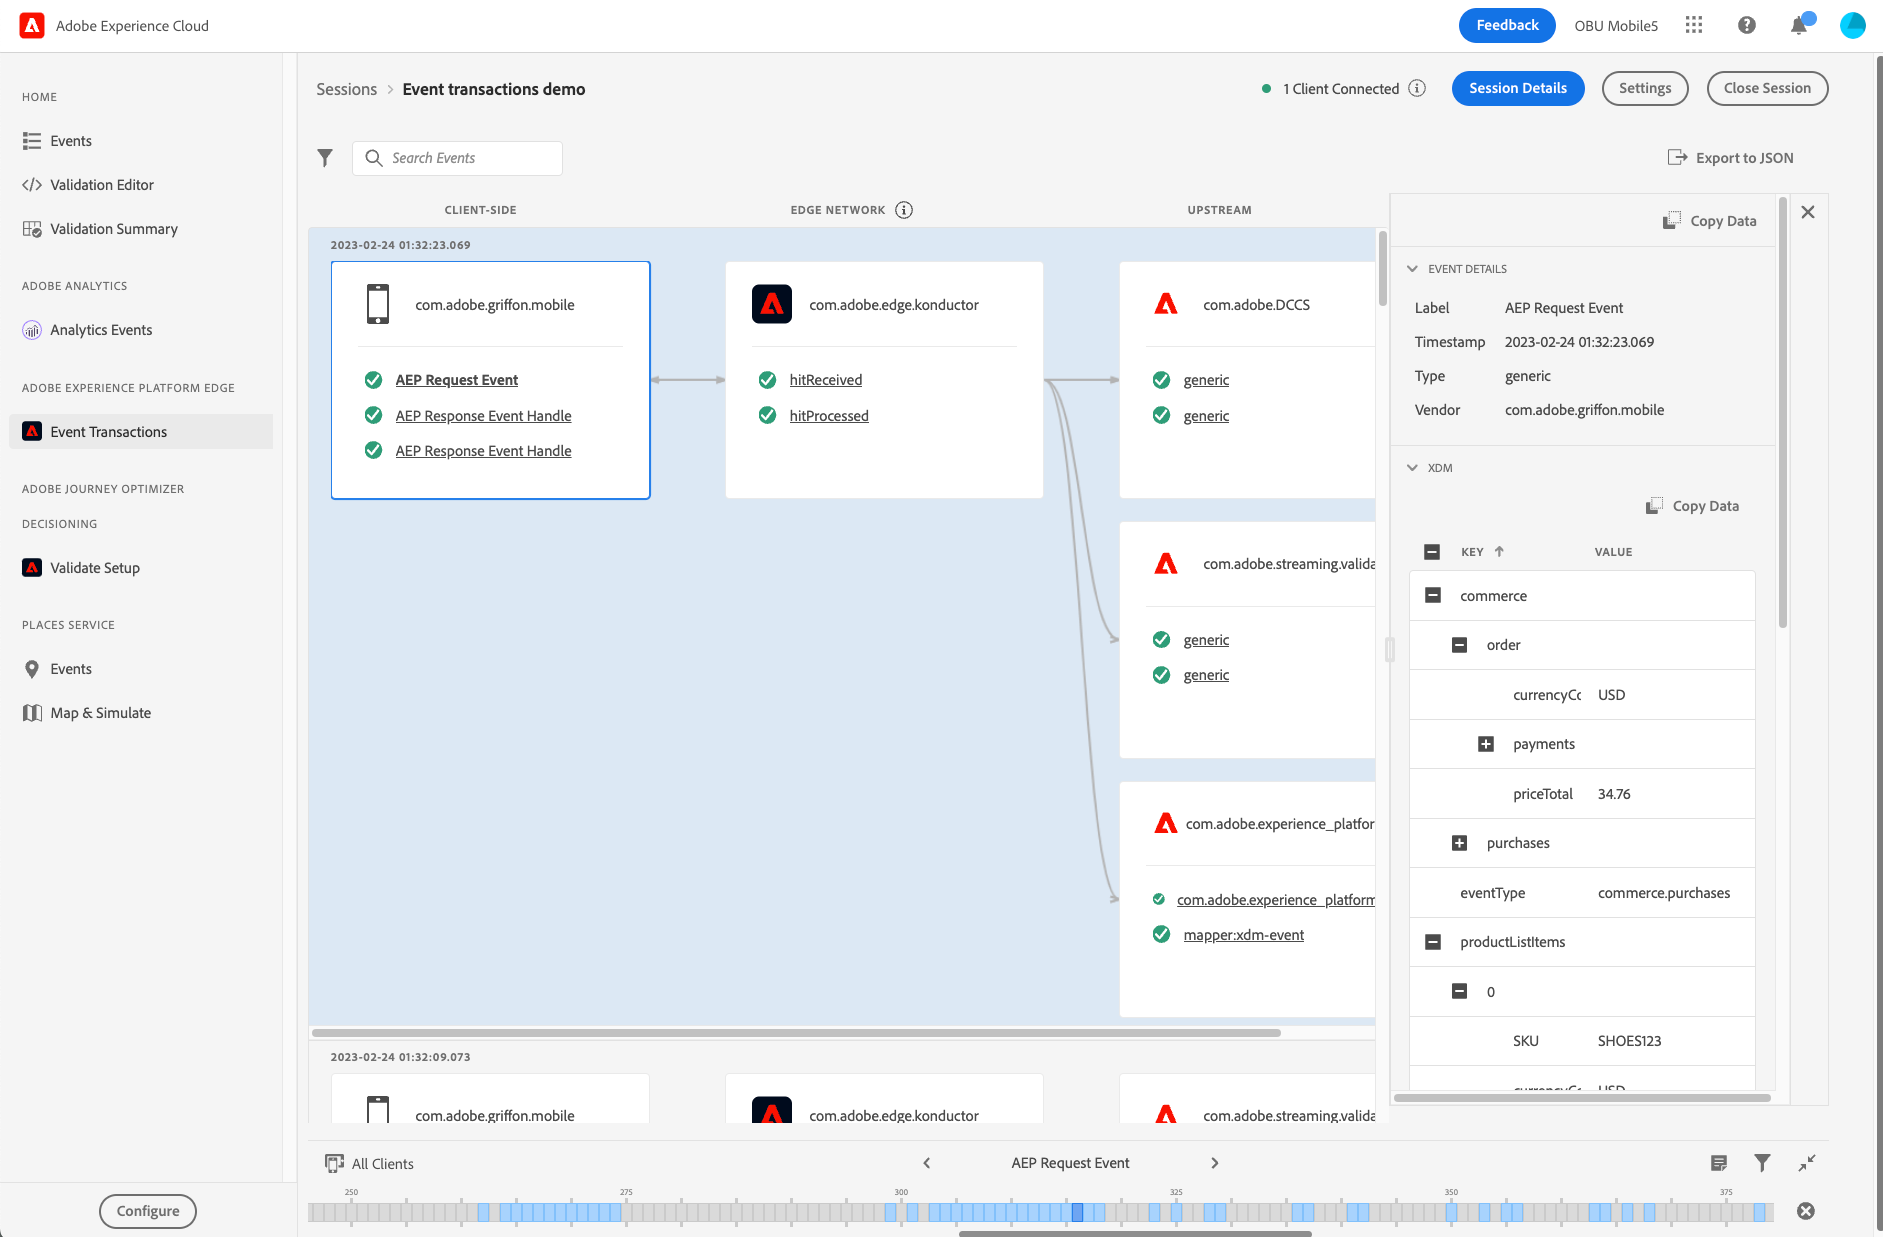 Adobe Experience Cloud
Feedback
OBU Mobile5
HOME
Events
Validation Editor
Validation Summary
ADOBE ANALYTICS
Analytics Events
ADOBE EXPERIENCE PLATFORM EDGE
Event Transactions
ADOBE JOURNEY OPTIMIZER
DECISIONING
Validate Setup
PLACES SERVICE
Events
Map & Simulate
Configure
Sessions > Event transactions demo
1 Client Connected
Session Details
Settings
Close Session
Search Events
Export to JSON
CLIENT-SIDE
EDGE NETWORK
UPSTREAM
2023-02-24 01:32:23.069
com.adobe.griffon.mobile
AEP Request Event
AEP Response Event Handle
AEP Response Event Handle
com.adobe.edge.konductor
hitReceived
hitProcessed
com.adobe.DCCS
generic
generic
com.adobe.streaming.valida
generic
generic
com.adobe.experience_platfor
com.adobe.experience_platform
mapper:xdm-event
2023-02-24 01:32:09.073
com.adobe.griffon.mobile
com.adobe.edge.konductor
com.adobe.streaming.valida
Copy Data
EVENT DETAILS
Label AEP Request Event
Timestamp 2023-02-24 01:32:23.069
Type generic
Vendor com.adobe.griffon.mobile
XDM
Copy Data
KEY VALUE
commerce
order
currencyCo USD
payments
priceTotal 34.76
purchases
eventType commerce.purchases
productListItems
0
SKU SHOES123
currencyCo USD
All Clients
AEP Request Event
250 275 300 325 350 375